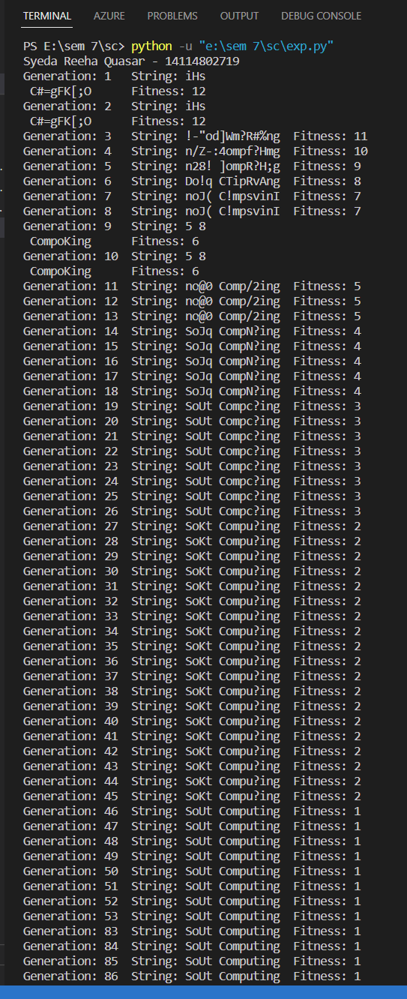 TERMINAL AZURE PROBLEMS OUTPUT DEBUG CONSOLE
PS E:\sem 7\sc> python -u "e:\sem 7\sc\exp.py"
Syeda Reeha Quasar - 14114802719
Generation: 1 String: iHs
C#=gFK[;O Fitness: 12
Generation: 2 String: iHs
C#=gFK[;O Fitness: 12
Generation: 3 String: !-"od]Wm?R#%ng Fitness: 11
Generation: 4 String: n/Z-:4ompf?Hmg Fitness: 10
Generation: 5 String: n28! ]ompR?H;g Fitness: 9
Generation: 6 String: Do!q CTipRvAng Fitness: 8
Generation: 7 String: noJ( C!mpsvinI Fitness: 7
Generation: 8 String: noJ( C!mpsvinI Fitness: 7
Generation: 9 String: 5 8
CompoKing Fitness: 6
Generation: 10 String: 5 8
CompoKing Fitness: 6
Generation: 11 String: no@0 Comp/2ing Fitness: 5
Generation: 12 String: no@0 Comp/2ing Fitness: 5
Generation: 13 String: no@0 Comp/2ing Fitness: 5
Generation: 14 String: SoJq CompN?ing Fitness: 4
Generation: 15 String: SoJq CompN?ing Fitness: 4
Generation: 16 String: SoJq CompN?ing Fitness: 4
Generation: 17 String: SoJq CompN?ing Fitness: 4
Generation: 18 String: SoJq CompN?ing Fitness: 4
Generation: 19 String: SoUt Compc?ing Fitness: 3
Generation: 20 String: SoUt Compc?ing Fitness: 3
Generation: 21 String: SoUt Compc?ing Fitness: 3
Generation: 22 String: SoUt Compc?ing Fitness: 3
Generation: 23 String: SoUt Compc?ing Fitness: 3
Generation: 24 String: SoUt Compc?ing Fitness: 3
Generation: 25 String: SoUt Compc?ing Fitness: 3
Generation: 26 String: SoUt Compc?ing Fitness: 3
Generation: 27 String: SoKt Compu?ing Fitness: 2
Generation: 28 String: SoKt Compu?ing Fitness: 2
Generation: 29 String: SoKt Compu?ing Fitness: 2
Generation: 30 String: SoKt Compu?ing Fitness: 2
Generation: 31 String: SoKt Compu?ing Fitness: 2
Generation: 32 String: SoKt Compu?ing Fitness: 2
Generation: 33 String: SoKt Compu?ing Fitness: 2
Generation: 34 String: SoKt Compu?ing Fitness: 2
Generation: 35 String: SoKt Compu?ing Fitness: 2
Generation: 36 String: SoKt Compu?ing Fitness: 2
Generation: 37 String: SoKt Compu?ing Fitness: 2
Generation: 38 String: SoKt Compu?ing Fitness: 2
Generation: 39 String: SoKt Compu?ing Fitness: 2
Generation: 40 String: SoKt Compu?ing Fitness: 2
Generation: 41 String: SoKt Compu?ing Fitness: 2
Generation: 42 String: SoKt Compu?ing Fitness: 2
Generation: 43 String: SoKt Compu?ing Fitness: 2
Generation: 44 String: SoKt Compu?ing Fitness: 2
Generation: 45 String: SoKt Compu?ing Fitness: 2
Generation: 46 String: SoUt Computing Fitness: 1
Generation: 47 String: SoUt Computing Fitness: 1
Generation: 48 String: SoUt Computing Fitness: 1
Generation: 49 String: SoUt Computing Fitness: 1
Generation: 50 String: SoUt Computing Fitness: 1
Generation: 51 String: SoUt Computing Fitness: 1
Generation: 52 String: SoUt Computing Fitness: 1
Generation: 53 String: SoUt Computing Fitness: 1
Generation: 83 String: SoUt Computing Fitness: 1
Generation: 84 String: SoUt Computing Fitness: 1
Generation: 85 String: SoUt Computing Fitness: 1
Generation: 86 String: SoUt Computing Fitness: 1